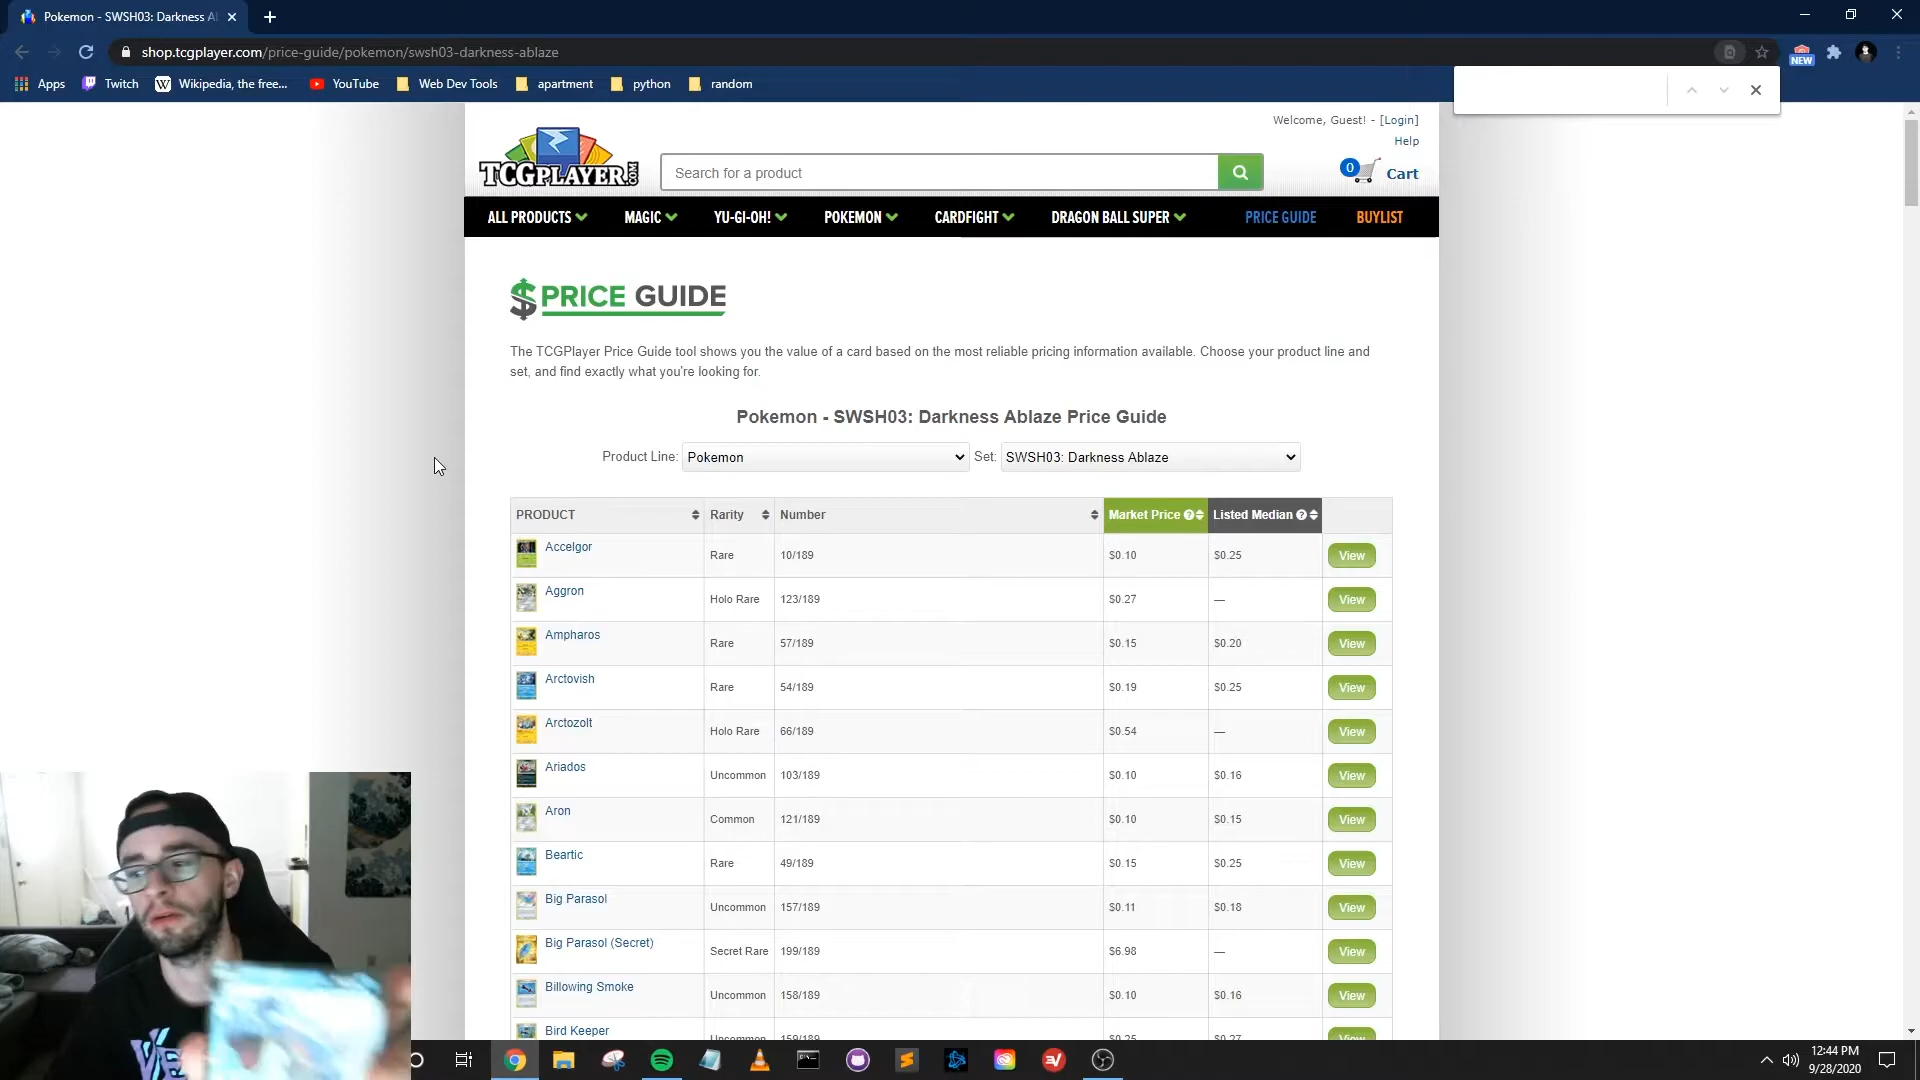 Pokemon - SWSH03: Darkness Al
shop.tcgplayer.com/price-guide/pokemon/swsh03-darkness-ablaze
NEW
Apps Twitch Wikipedia, the free... YouTube Web Dev Tools apartment python random
Welcome, Guest! - [Login]
Help
TCGPLAYER.COM
Search for a product
0 Cart
ALL PRODUCTS MAGIC YU-GI-OH! POKEMON CARDFIGHT DRAGON BALL SUPER PRICE GUIDE BUYLIST
$PRICE GUIDE
The TCGPlayer Price Guide tool shows you the value of a card based on the most reliable pricing information available. Choose your product line and
set, and find exactly what you're looking for.
Pokemon - SWSH03: Darkness Ablaze Price Guide
Product Line: Pokemon Set: SWSH03: Darkness Ablaze
PRODUCT Rarity Number Market Price Listed Median
Accelgor Rare 10/189 $0.10 $0.25 View
Aggron Holo Rare 123/189 $0.27 — View
Ampharos Rare 57/189 $0.15 $0.20 View
Arctovish Rare 54/189 $0.19 $0.25 View
Arctozolt Holo Rare 66/189 $0.54 — View
Ariados Uncommon 103/189 $0.10 $0.16 View
Aron Common 121/189 $0.10 $0.15 View
Beartic Rare 49/189 $0.15 $0.25 View
Big Parasol Uncommon 157/189 $0.11 $0.18 View
Big Parasol (Secret) Secret Rare 199/189 $6.98 — View
Billowing Smoke Uncommon 158/189 $0.10 $0.16 View
Bird Keeper Uncommon 159/189 $0.25 $0.27 View
12:44 PM
9/28/2020